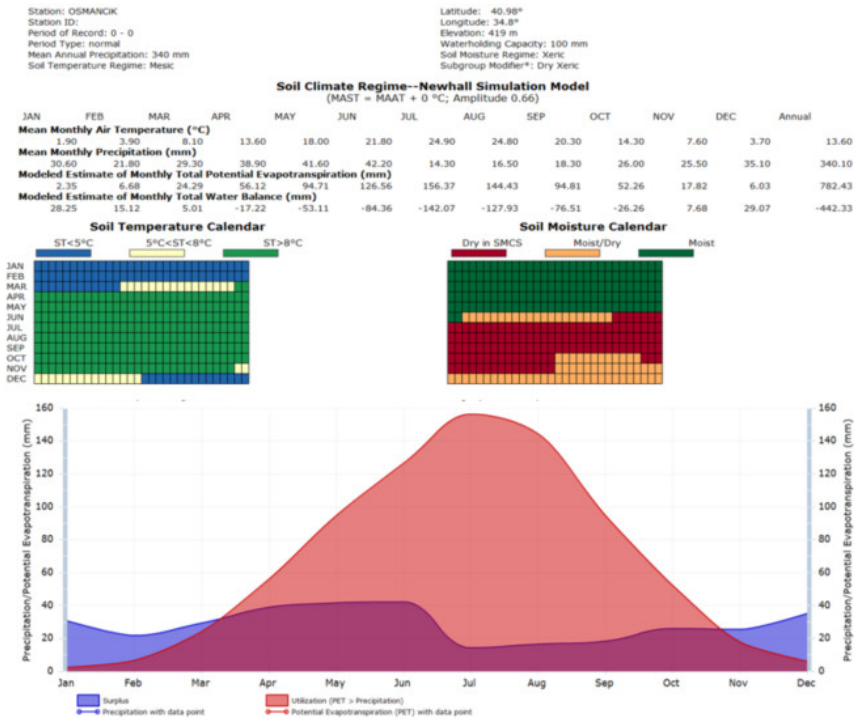 Station: OSMANCIK
Station ID:
Period of Record: 0 - 0
Period Type: normal
Mean Annual Precipitation: 340 mm
Soil Temperature Regime: Mesic
Latitude: 40.98°
Longitude: 34.8°
Elevation: 419 m
Waterholding Capacity: 100 mm
Soil Moisture Regime: Xeric
Subgroup Modifier*: Dry Xeric
Soil Climate Regime--Newhall Simulation Model
(MAST = MAAT + 0 °C; Amplitude 0.66)
JAN FEB MAR APR MAY JUN JUL AUG SEP OCT NOV DEC Annual
Mean Monthly Air Temperature (°C)
1.90 3.90 8.10 13.60 18.00 21.80 24.90 24.80 20.30 14.30 7.60 3.70 13.60
Mean Monthly Precipitation (mm)
30.60 21.80 29.30 38.90 41.60 42.20 14.30 16.50 18.30 26.00 25.50 35.10 340.10
Modeled Estimate of Monthly Total Potential Evapotranspiration (mm)
2.35 6.68 24.29 56.12 94.71 126.56 156.37 144.43 94.81 52.26 17.82 6.03 782.43
Modeled Estimate of Monthly Total Water Balance (mm)
28.25 15.12 5.01 -17.22 -53.11 -84.36 -142.07 -127.93 -76.51 -26.26 7.68 29.07 -442.33
Soil Temperature Calendar
ST<5°C 5°C<ST<8°C ST>8°C
JAN
FEB
MAR
APR
MAY
JUN
JUL
AUG
SEP
OCT
NOV
DEC
Soil Moisture Calendar
Dry in SMCS Moist/Dry Moist
Precipitation/Potential Evapotranspiration (mm)
160
140
120
100
80
60
40
20
0
160
140
120
100
80
60
40
20
0
Precipitation/Potential Evapotranspiration (mm)
Jan Feb Mar Apr May Jun Jul Aug Sep Oct Nov Dec
Surplus
Precipitation with data point
Utilization (PET > Precipitation)
Potential Evapotranspiration (PET) with data point